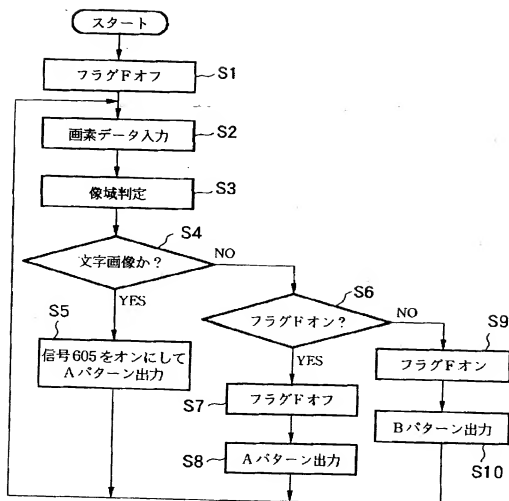 スタート
フラグFオフ
S1
画素データ入力
S2
像域判定
S3
文字画像か?
S4
NO
YES
S5
信号605をオンにして
Aパターン出力
フラグFオン?
S6
NO
YES
S7
フラグFオフ
S8
Aパターン出力
S9
フラグFオン
Bパターン出力
S10